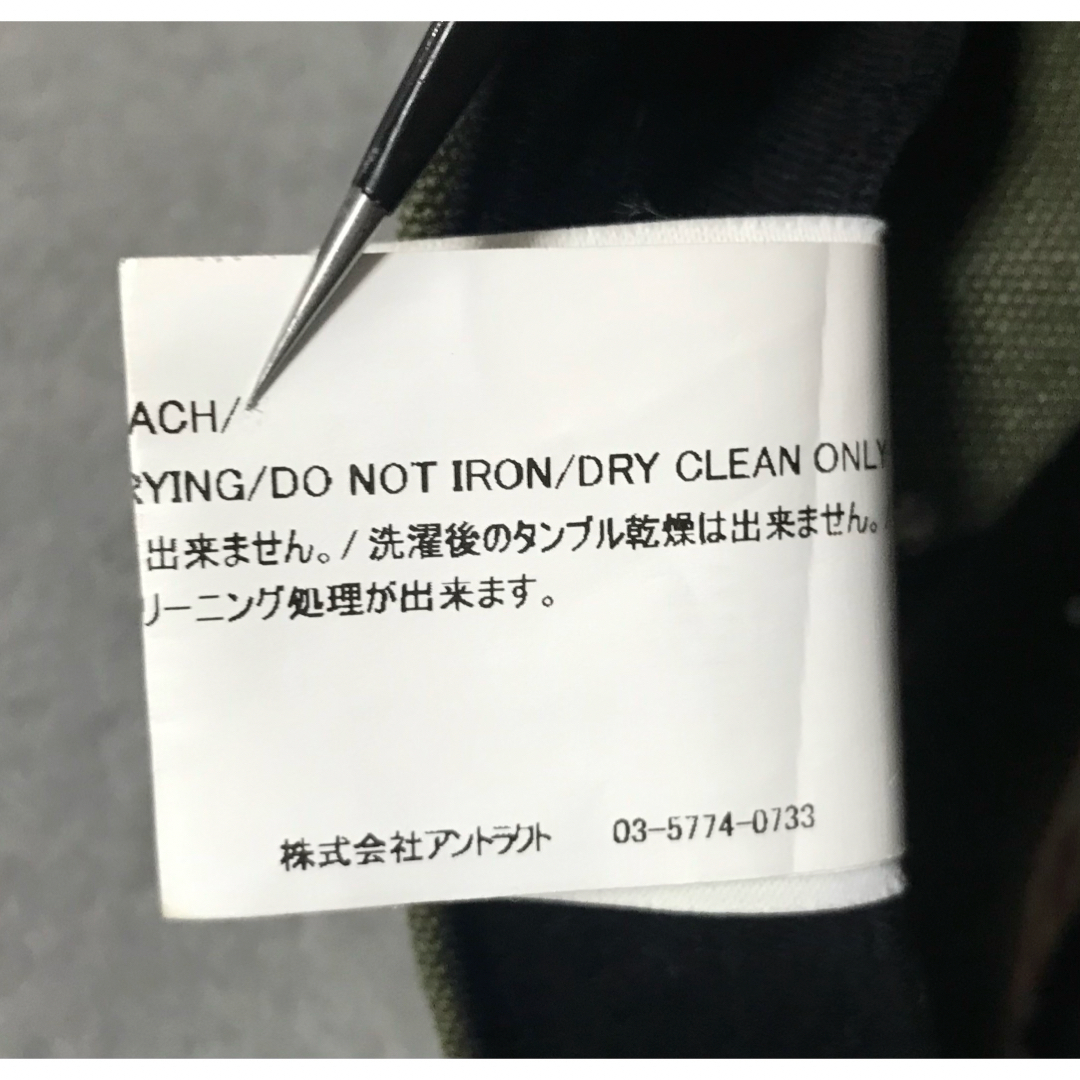 ACH/
RYING/DO NOT IRON/DRY CLEAN ONLY
出来ません。/ 洗濯後のタンブル乾燥は出来ません。/
リーニング処理が出来ます。
株式会社アントラクト 03-5774-0733